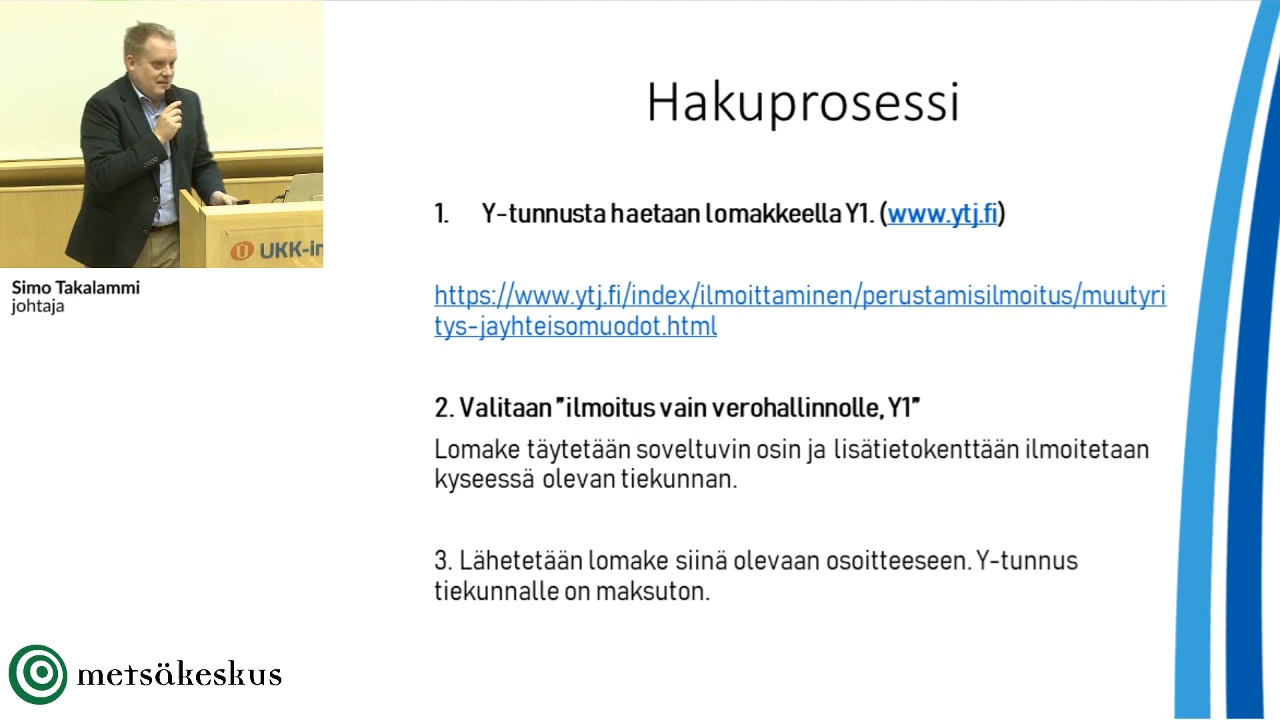 Hakuprosessi
1. Y-tunnusta haetaan lomakkeella Y1. (www.ytj.fi)
https://www.ytj.fi/index/ilmoittaminen/perustamisilmoitus/muutyri
tys-jayhteisomuodot.html
2. Valitaan "ilmoitus vain verohallinnolle, Y1"
Lomake täytetään soveltuvin osin ja lisätietokenttään ilmoitetaan
kyseessä olevan tiekunnan.
3. Lähetetään lomake siinä olevaan osoitteeseen. Y-tunnus
tiekunnalle on maksuton.
UKK-in
Simo Takalammi
johtaja
metsäkeskus